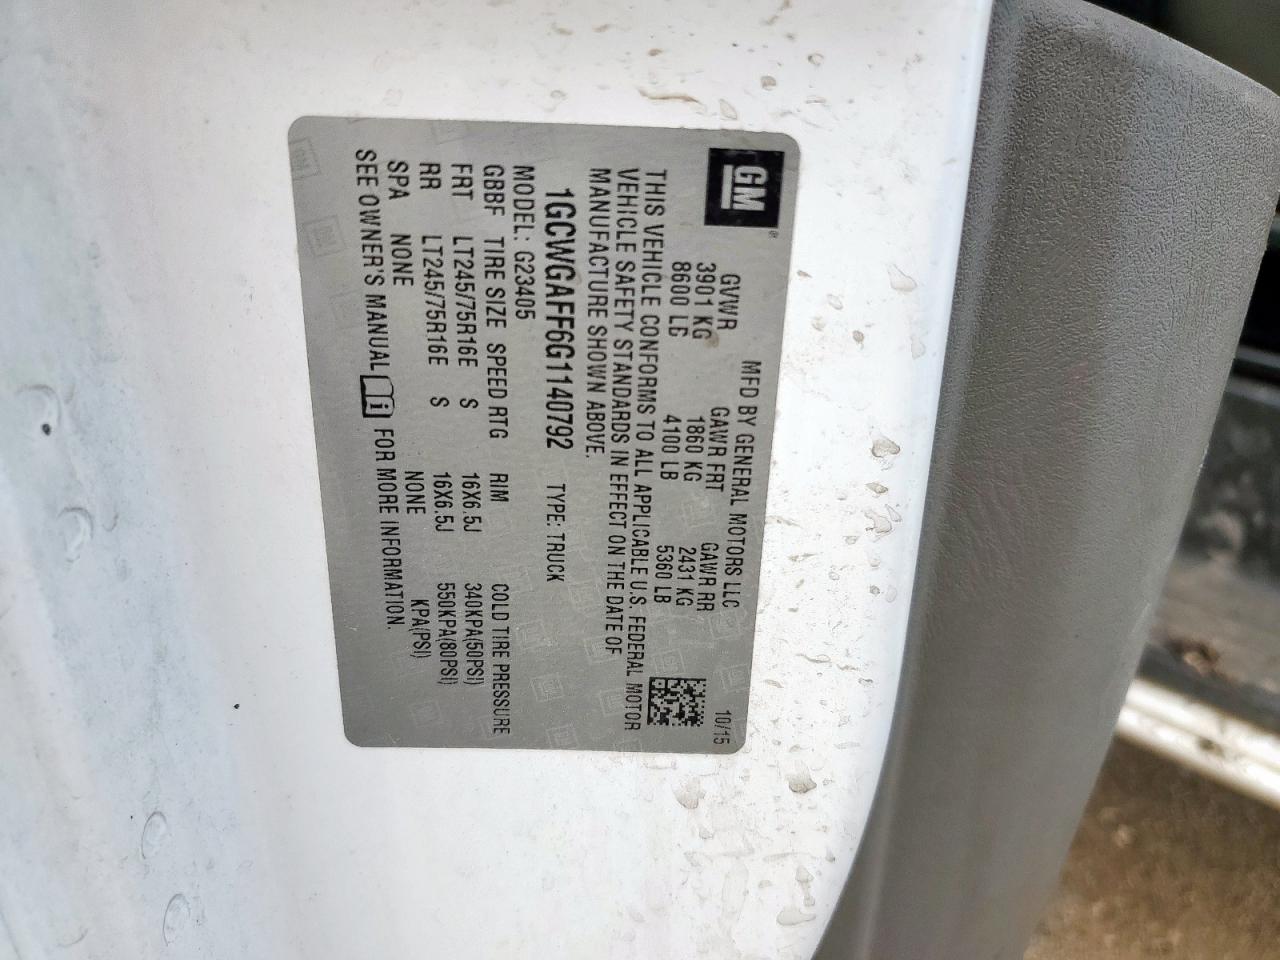 GM
MFD BY GENERAL MOTORS LLC 10/15
GVWR GAWR FRT GAWR RR
3901 KG 1860 KG 2431 KG
8600 LB 4100 LB 5360 LB
THIS VEHICLE CONFORMS TO ALL APPLICABLE U.S. FEDERAL MOTOR
VEHICLE SAFETY STANDARDS IN EFFECT ON THE DATE OF
MANUFACTURE SHOWN ABOVE.
1GCWGAFF6G1140792 TYPE: TRUCK
MODEL: G23405
GBBF TIRE SIZE SPEED RTG RIM COLD TIRE PRESSURE
FRT LT245/75R16E S 16X6.5J 340KPA(50PSI)
RR LT245/75R16E S 16X6.5J 550KPA(80PSI)
SPA NONE NONE KPA(PSI)
SEE OWNER'S MANUAL i FOR MORE INFORMATION.